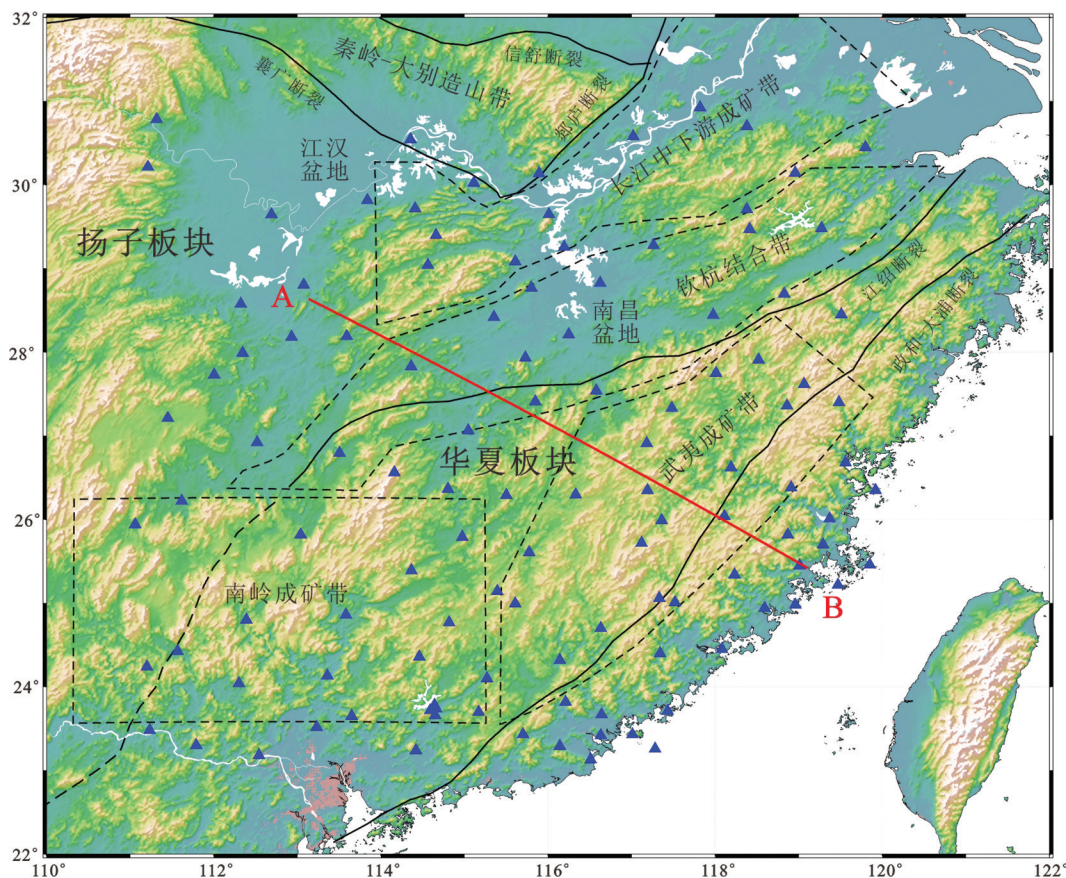 32°
30°
28°
26°
24°
22°
110°
112°
114°
116°
118°
120°
122°
秦岭-大别造山带
信舒断裂
襄广断裂
郯庐断裂
长江中下游成矿带
江汉
盆地
扬子板块
A
钦杭结合带
江绍断裂
政和-大浦断裂
南昌
盆地
华夏板块
武夷成矿带
南岭成矿带
B